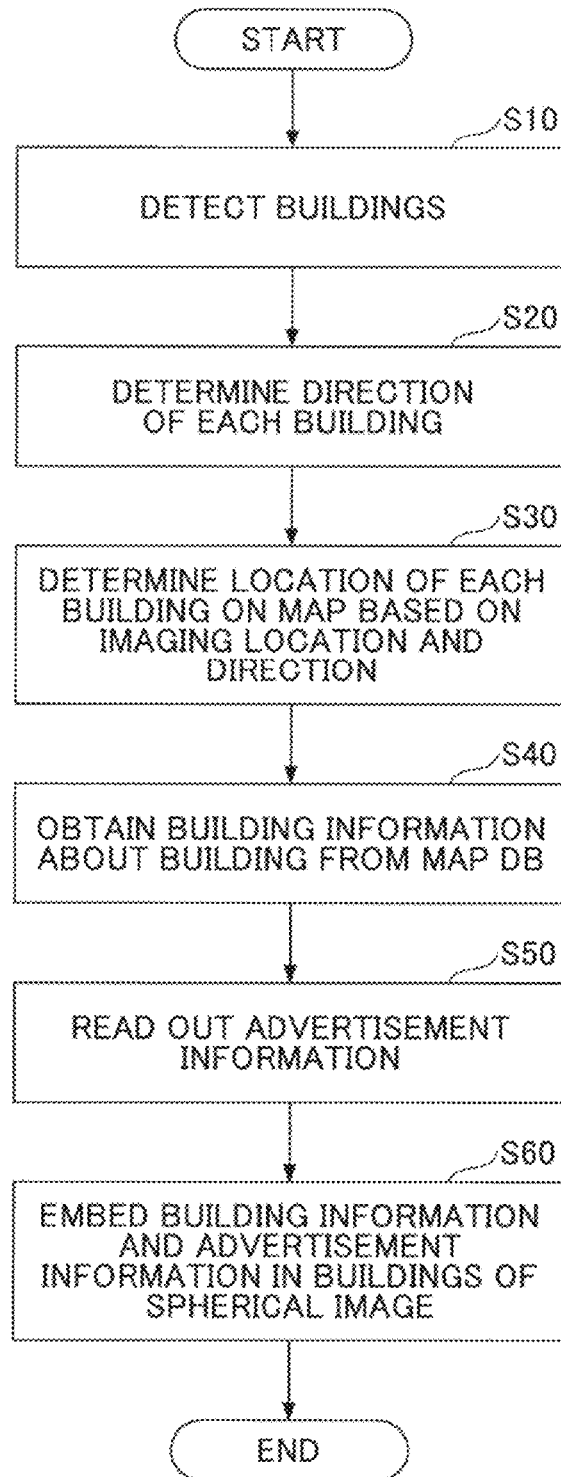 START
S10
DETECT BUILDINGS
S20
DETERMINE DIRECTION
OF EACH BUILDING
S30
DETERMINE LOCATION OF EACH
BUILDING ON MAP BASED ON
IMAGING LOCATION AND
DIRECTION
S40
OBTAIN BUILDING INFORMATION
ABOUT BUILDING FROM MAP DB
S50
READ OUT ADVERTISEMENT
INFORMATION
S60
EMBED BUILDING INFORMATION
AND ADVERTISEMENT
INFORMATION IN BUILDINGS OF
SPHERICAL IMAGE
END